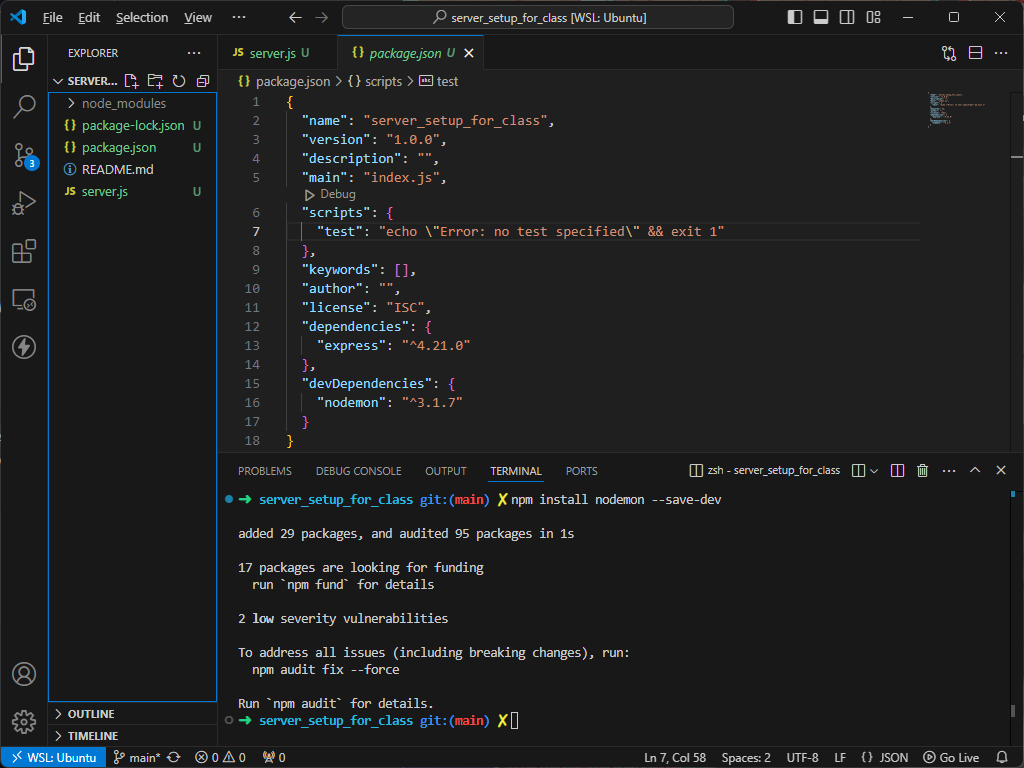 File Edit Selection View ··· server_setup_for_class [WSL: Ubuntu]
EXPLORER ···
SERVER...
node_modules
{} package-lock.json U
{} package.json U
README.md
JS server.js U
OUTLINE
TIMELINE
JS server.js U {} package.json U
{} package.json > {} scripts > test
1 {
2 "name": "server_setup_for_class",
3 "version": "1.0.0",
4 "description": "",
5 "main": "index.js",
Debug
6 "scripts": {
7 "test": "echo \"Error: no test specified\" && exit 1"
8 },
9 "keywords": [],
10 "author": "",
11 "license": "ISC",
12 "dependencies": {
13 "express": "^4.21.0"
14 },
15 "devDependencies": {
16 "nodemon": "^3.1.7"
17 }
18 }
PROBLEMS DEBUG CONSOLE OUTPUT TERMINAL PORTS zsh - server_setup_for_class
➜ server_setup_for_class git:(main) ✗ npm install nodemon --save-dev
added 29 packages, and audited 95 packages in 1s
17 packages are looking for funding
run `npm fund` for details
2 low severity vulnerabilities
To address all issues (including breaking changes), run:
npm audit fix --force
Run `npm audit` for details.
➜ server_setup_for_class git:(main) ✗
3
WSL: Ubuntu main* 0 0 0 Ln 7, Col 58 Spaces: 2 UTF-8 LF {} JSON Go Live